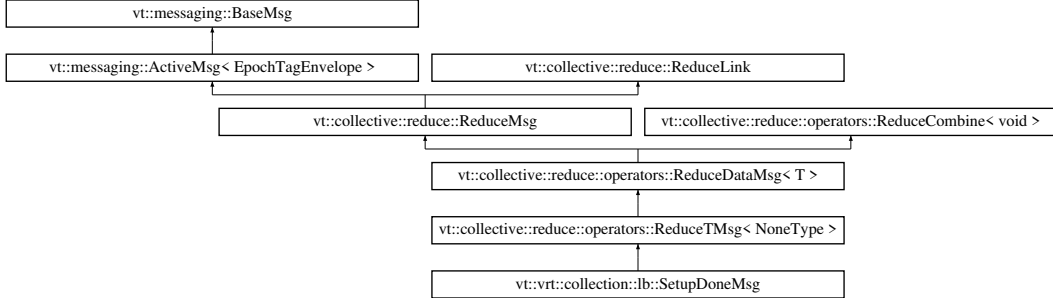 vt::messaging::BaseMsg
vt::messaging::ActiveMsg< EpochTagEnvelope >
vt::collective::reduce::ReduceLink
vt::collective::reduce::ReduceMsg
vt::collective::reduce::operators::ReduceCombine< void >
vt::collective::reduce::operators::ReduceDataMsg< T >
vt::collective::reduce::operators::ReduceTMsg< NoneType >
vt::vrt::collection::lb::SetupDoneMsg